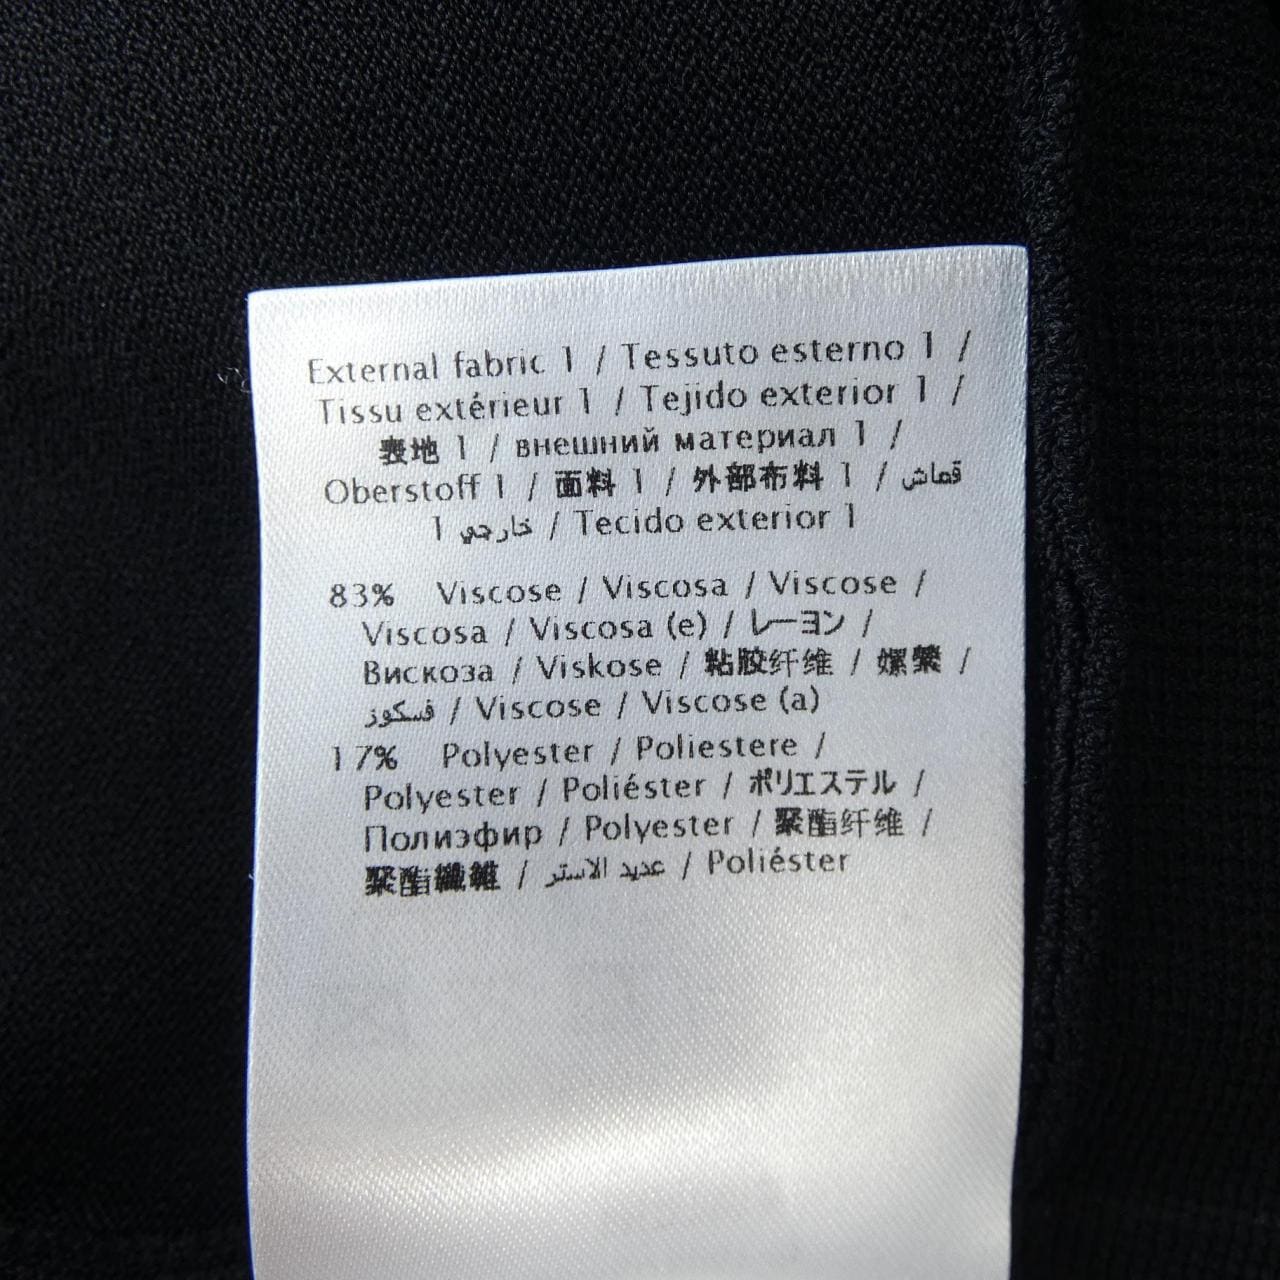 External fabric 1 / Tessuto esterno 1 /
Tissu extérieur 1 / Tejido exterior 1 /
表地 1 / внешний материал 1 /
Oberstoff 1 / 面料 1 / 外部布料 1 / قماش
خارجي 1 / Tecido exterior 1
83% Viscose / Viscosa / Viscose /
Viscosa / Viscosa (e) / レーヨン /
Вискоза / Viskose / 粘胶纤维 / 嫘縈 /
فسكوز / Viscose / Viscose (a)
17% Polyester / Poliestere /
Polyester / Poliéster / ポリエステル /
Полиэфир / Polyester / 聚酯纤维 /
聚酯纖維 / عديد الاستر / Poliéster